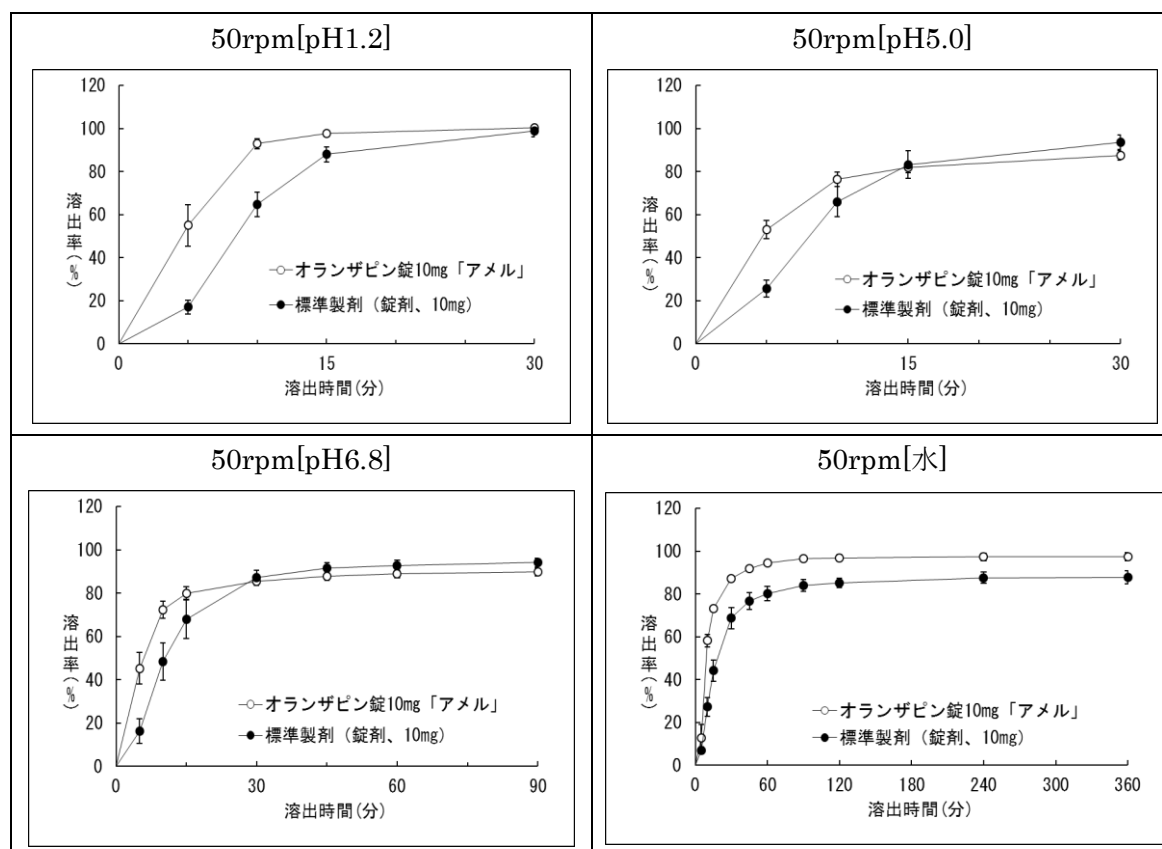 50rpm[pH1.2]
120
100
80
60
40
20
0
溶出率(%)
オランザピン錠10mg「アメル」
標準製剤（錠剤、10mg）
0 15 30
溶出時間(分)
50rpm[pH5.0]
120
100
80
60
40
20
0
溶出率(%)
オランザピン錠10mg「アメル」
標準製剤（錠剤、10mg）
0 15 30
溶出時間(分)
50rpm[pH6.8]
120
100
80
60
40
20
0
溶出率(%)
オランザピン錠10mg「アメル」
標準製剤（錠剤、10mg）
0 15 30 45 60 90
溶出時間(分)
50rpm[水]
120
100
80
60
40
20
0
溶出率(%)
オランザピン錠10mg「アメル」
標準製剤（錠剤、10mg）
0 60 120 180 240 300 360
溶出時間(分)